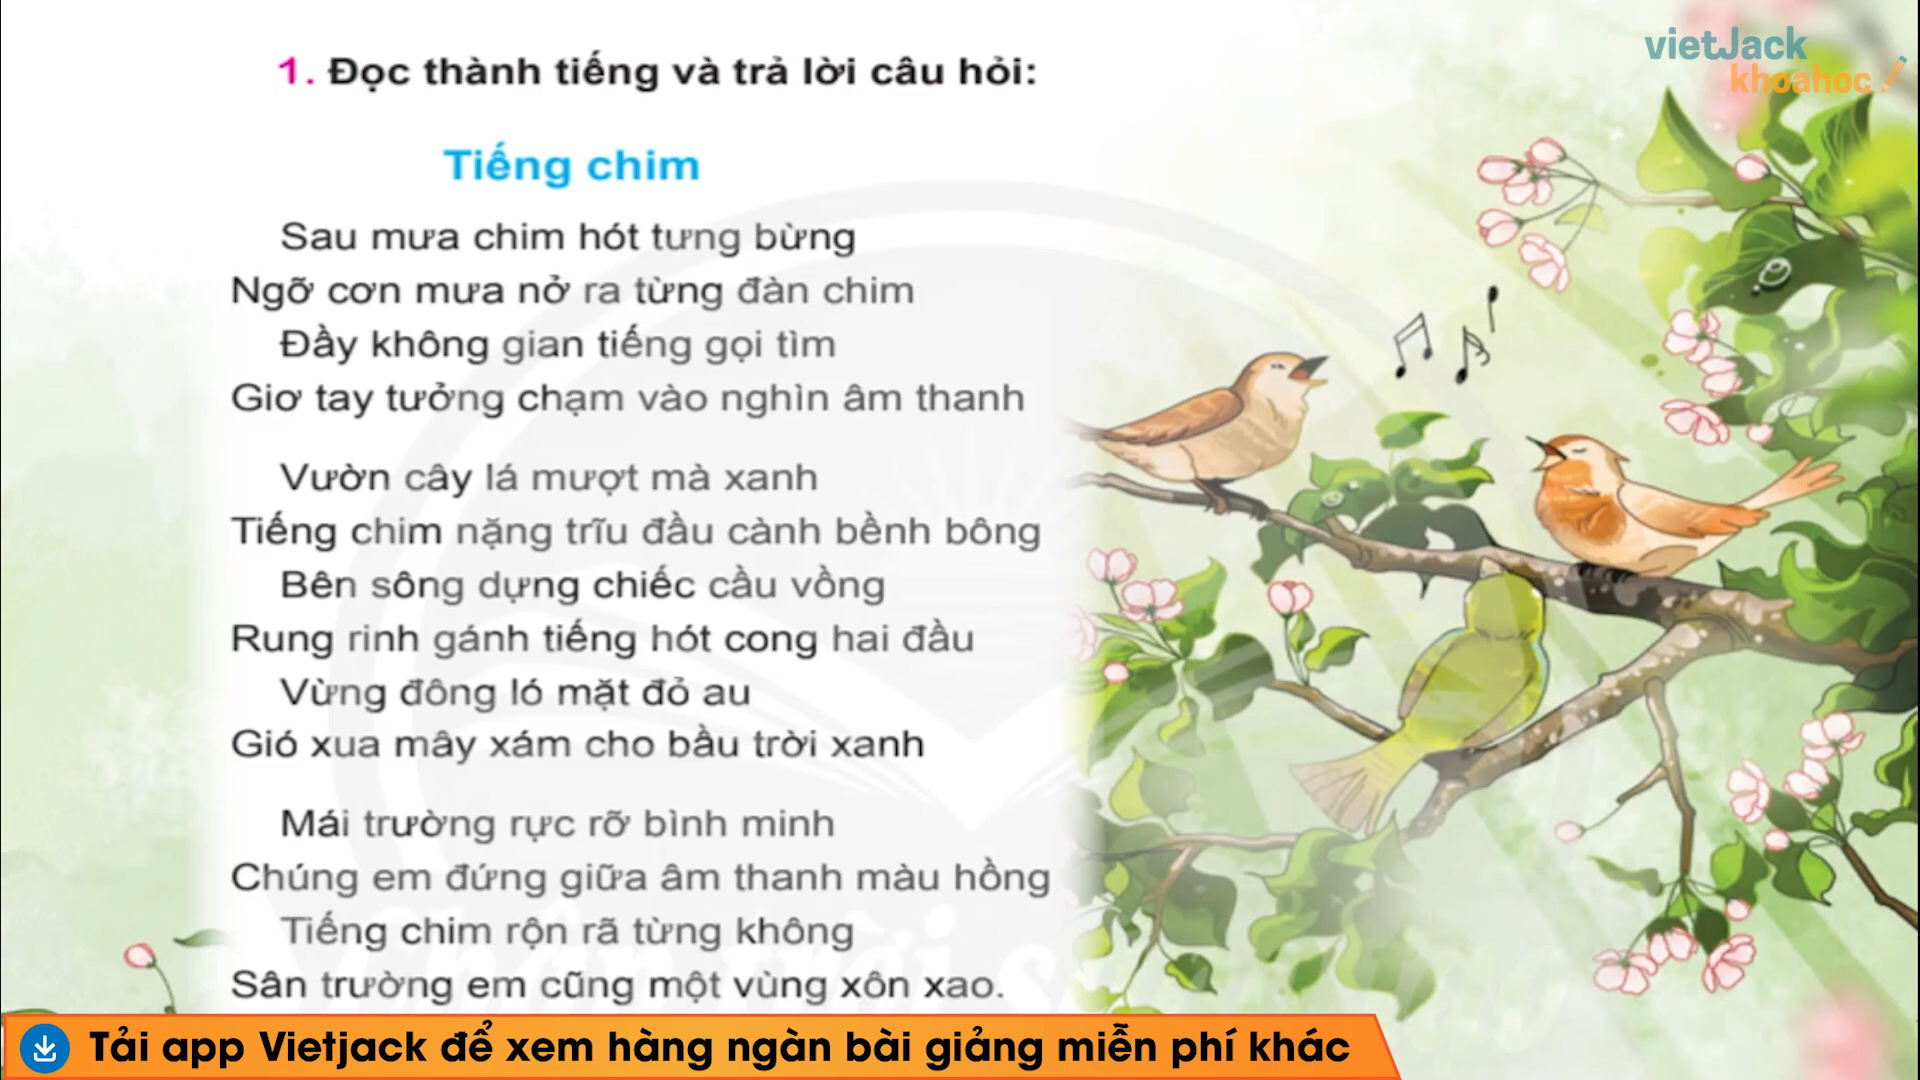 vietJack
khoahoc
1. Đọc thành tiếng và trả lời câu hỏi:
Tiếng chim
Sau mưa chim hót tưng bừng
Ngỡ cơn mưa nở ra từng đàn chim
Đầy không gian tiếng gọi tìm
Giơ tay tưởng chạm vào nghìn âm thanh
Vườn cây lá mượt mà xanh
Tiếng chim nặng trĩu đầu cành bềnh bông
Bên sông dựng chiếc cầu vồng
Rung rinh gánh tiếng hót cong hai đầu
Vừng đông ló mặt đỏ au
Gió xua mây xám cho bầu trời xanh
Mái trường rực rỡ bình minh
Chúng em đứng giữa âm thanh màu hồng
Tiếng chim rộn rã từng không
Sân trường em cũng một vùng xôn xao.
Tải app Vietjack để xem hàng ngàn bài giảng miễn phí khác